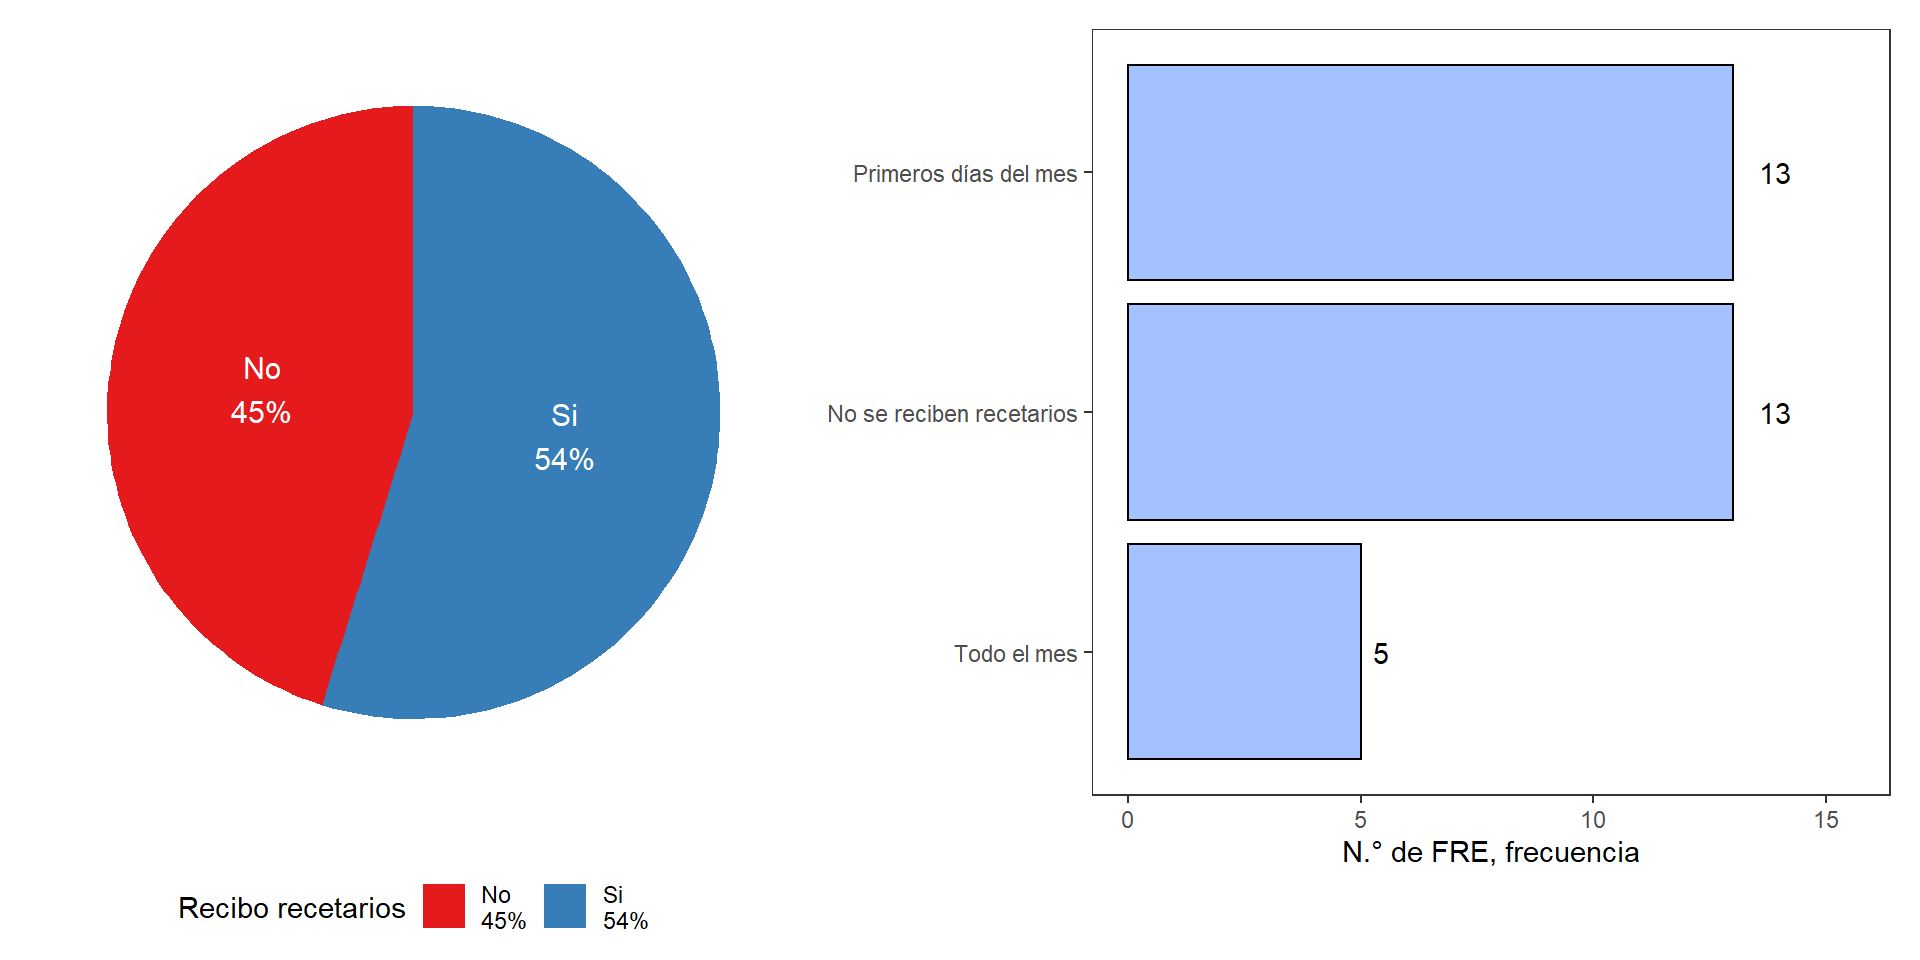 No
45%
Si
54%
Recibo recetarios
No
45%
Si
54%
Primeros días del mes
13
No se reciben recetarios
13
Todo el mes
5
0
5
10
15
N.° de FRE, frecuencia